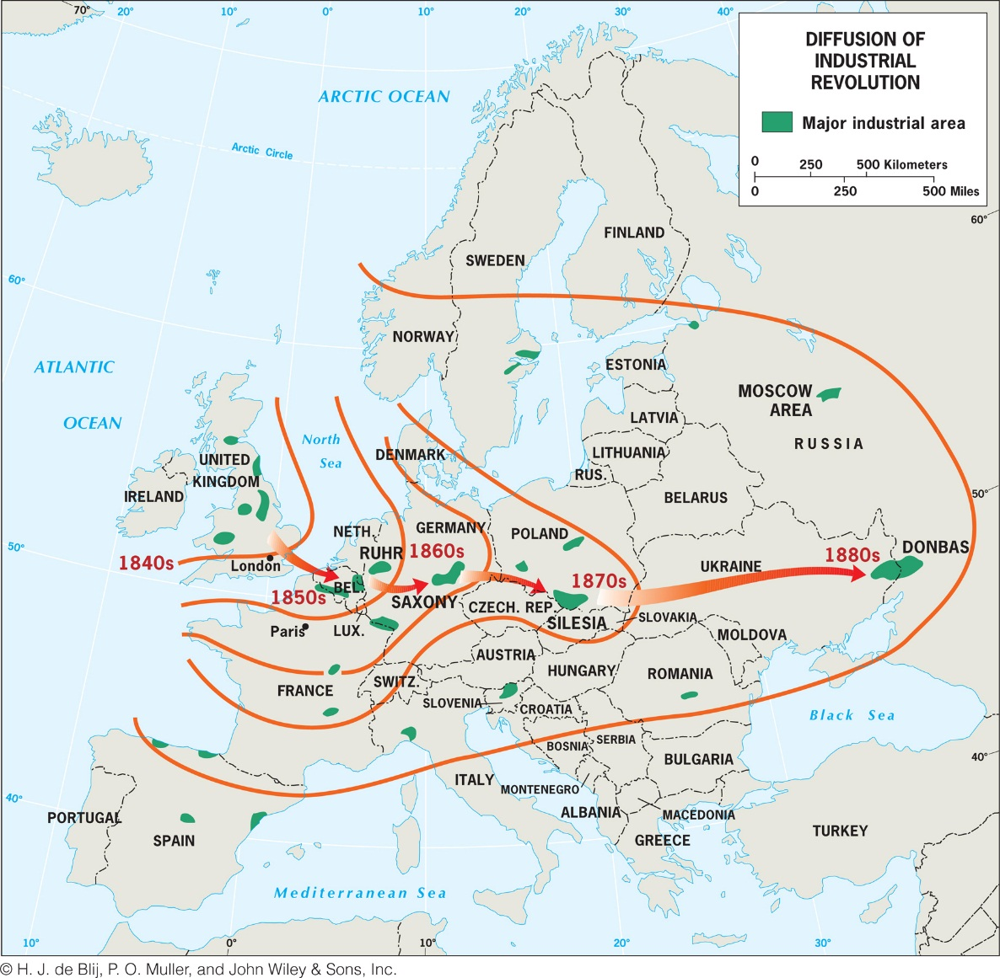 70°
20°
10°
0°
10°
20°
30°
40°
DIFFUSION OF
INDUSTRIAL
REVOLUTION
Major industrial area
0 250 500 Kilometers
0 250 500 Miles
ARCTIC OCEAN
Arctic Circle
60°
FINLAND
SWEDEN
60°
NORWAY
ATLANTIC
OCEAN
ESTONIA
MOSCOW
AREA
LATVIA
RUSSIA
North
Sea
DENMARK
LITHUANIA
UNITED
KINGDOM
RUS.
IRELAND
BELARUS
50°
NETH.
GERMANY
POLAND
50°
RUHR
1860s
DONBAS
1840s
London
UKRAINE
1880s
BEL.
1870s
1850s
SAXONY
CZECH. REP.
SILESIA
SLOVAKIA
Paris
LUX.
MOLDOVA
AUSTRIA
HUNGARY
ROMANIA
SWITZ.
FRANCE
SLOVENIA
CROATIA
Black Sea
SERBIA
BOSNIA
BULGARIA
40°
ITALY
MONTENEGRO
40°
ALBANIA
MACEDONIA
PORTUGAL
SPAIN
GREECE
TURKEY
Mediterranean Sea
10°
0°
10°
20°
30°
© H. J. de Blij, P. O. Muller, and John Wiley & Sons, Inc.